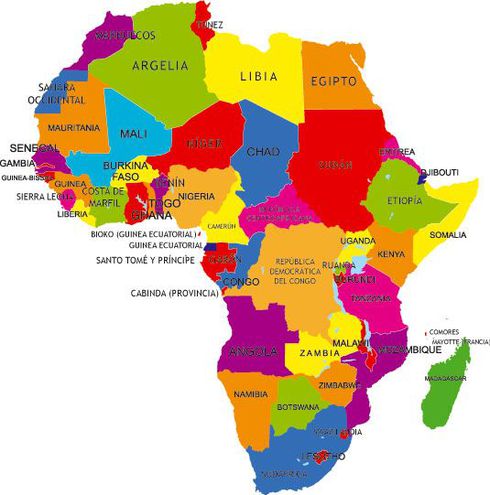 TÚNEZ
MARRUECOS
ARGELIA
LIBIA
EGIPTO
SAHARA
OCCIDENTAL
MAURITANIA
MALI
NÍGER
CHAD
SUDÁN
ERITREA
SENEGAL
GAMBIA
GUINEA-BISSAU
GUINEA
SIERRA LEONA
LIBERIA
COSTA DE
MARFIL
BURKINA
FASO
GHANA
TOGO
BENÍN
NIGERIA
CAMERÚN
REPÚBLICA
CENTROAFRICANA
DJIBOUTI
ETIOPÍA
SOMALIA
BIOKO (GUINEA ECUATORIAL)
GUINEA ECUATORIAL
SANTO TOMÉ Y PRÍNCIPE
GABÓN
CONGO
CABINDA (PROVINCIA)
REPÚBLICA
DEMOCRÁTICA
DEL CONGO
UGANDA
RUANDA
BURUNDI
KENYA
TANZANIA
COMORES
MAYOTTE (FRANCIA)
ANGOLA
ZAMBIA
MALAWI
MOZAMBIQUE
MADAGASCAR
ZIMBABWE
NAMIBIA
BOTSWANA
SWAZILANDIA
LESOTHO
SUDÁFRICA